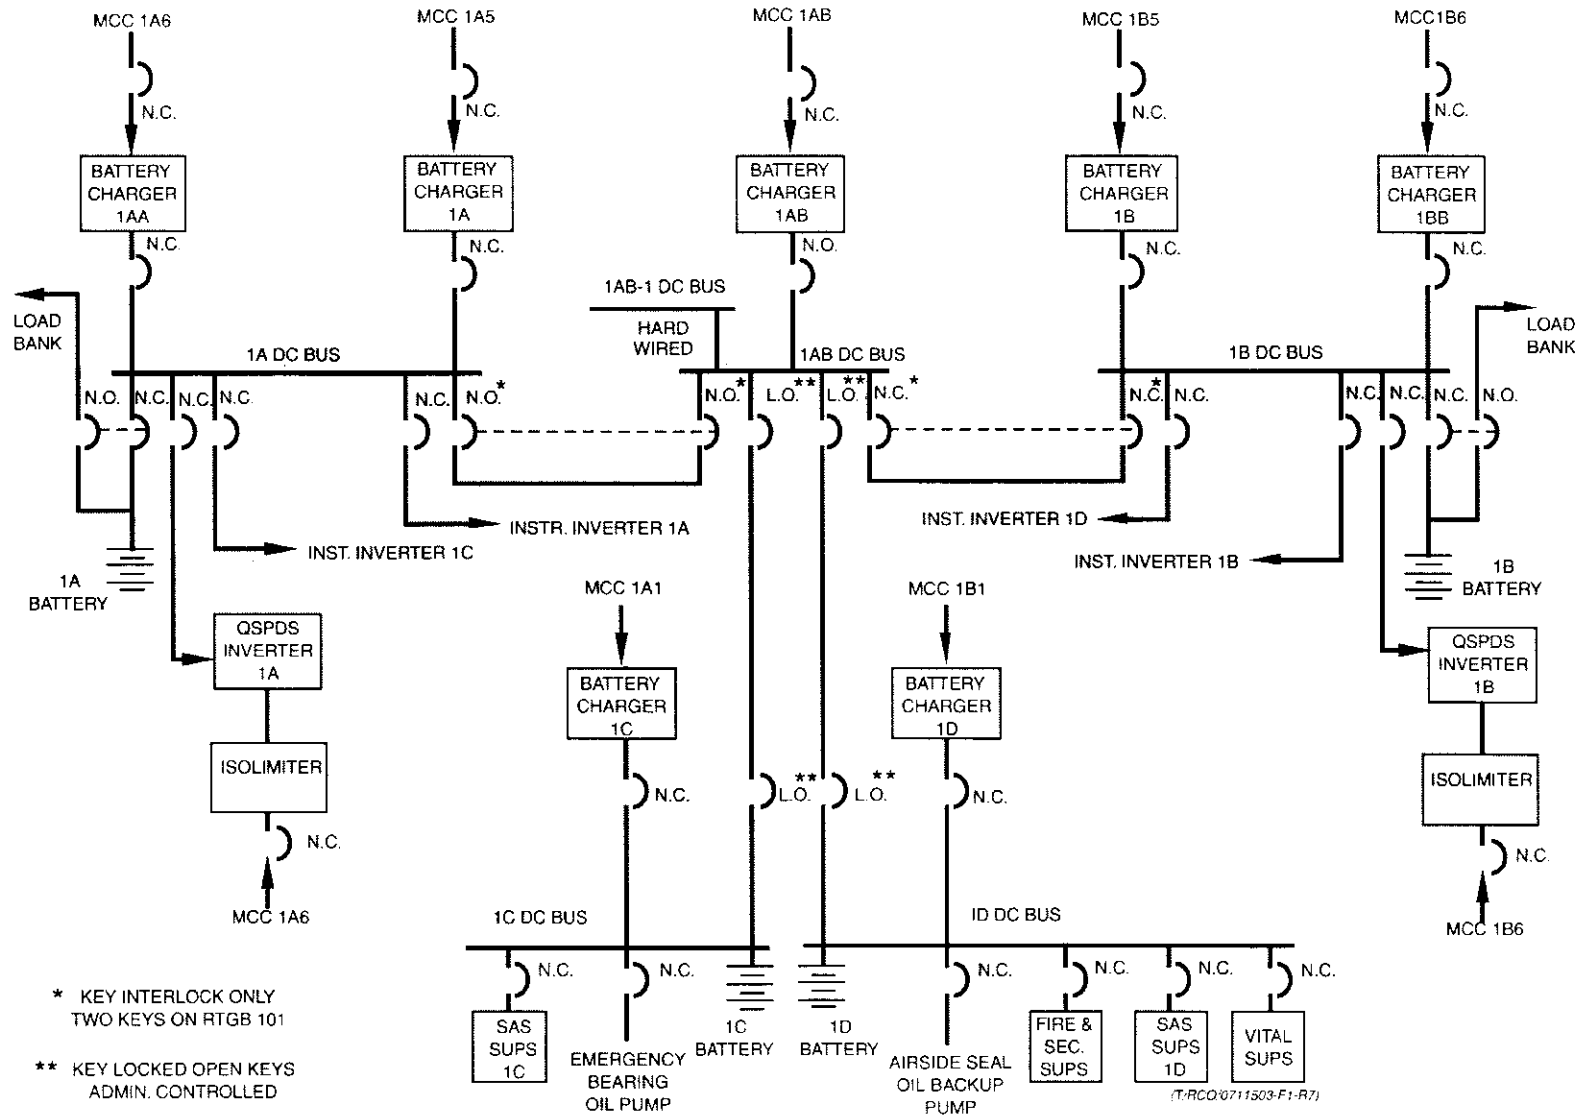 MCC 1A6
MCC 1A5
MCC 1AB
MCC 1B5
MCC1B6
N.C.
N.C.
N.C.
N.C.
N.C.
BATTERY
CHARGER
1AA
BATTERY
CHARGER
1A
BATTERY
CHARGER
1AB
BATTERY
CHARGER
1B
BATTERY
CHARGER
1BB
N.C.
N.C.
N.O.
N.C.
N.C.
LOAD
BANK
1AB-1 DC BUS
HARD
WIRED
LOAD
BANK
1A DC BUS
1AB DC BUS
1B DC BUS
N.O.
N.C.
N.C.
N.C.
N.C.
N.O.*
N.O.*
L.O.**
L.O.**
N.C.*
N.C.*
N.C.
N.C.
N.C.
N.C.
N.O.
INSTR. INVERTER 1A
INST. INVERTER 1D
INST. INVERTER 1C
INST. INVERTER 1B
1A
BATTERY
1B
BATTERY
MCC 1A1
MCC 1B1
QSPDS
INVERTER
1A
QSPDS
INVERTER
1B
BATTERY
CHARGER
1C
BATTERY
CHARGER
1D
ISOLIMITER
ISOLIMITER
N.C.
L.O.**
L.O.**
N.C.
N.C.
N.C.
MCC 1A6
MCC 1B6
1C DC BUS
ID DC BUS
N.C.
N.C.
N.C.
N.C.
N.C.
N.C.
SAS
SUPS
1C
EMERGENCY
BEARING
OIL PUMP
1C
BATTERY
1D
BATTERY
AIRSIDE SEAL
OIL BACKUP
PUMP
FIRE &
SEC.
SUPS
SAS
SUPS
1D
VITAL
SUPS
* KEY INTERLOCK ONLY
TWO KEYS ON RTGB 101
** KEY LOCKED OPEN KEYS
ADMIN. CONTROLLED
(T:/RCO/0711503-F1-R7)